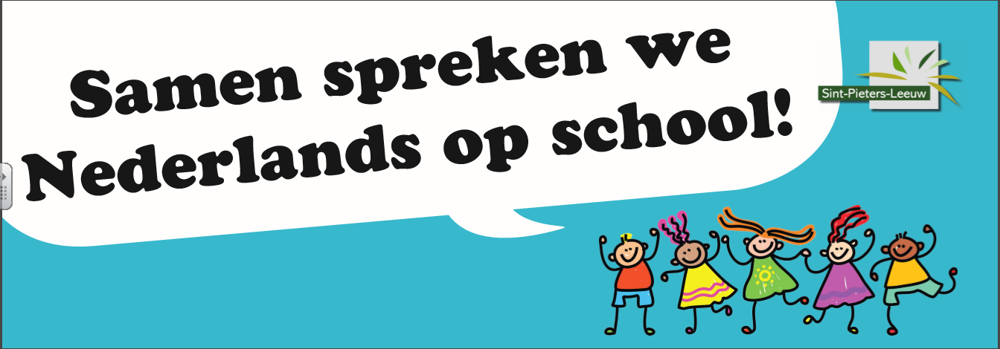 Samen spreken we
Nederlands op school!
Sint-Pieters-Leeuw